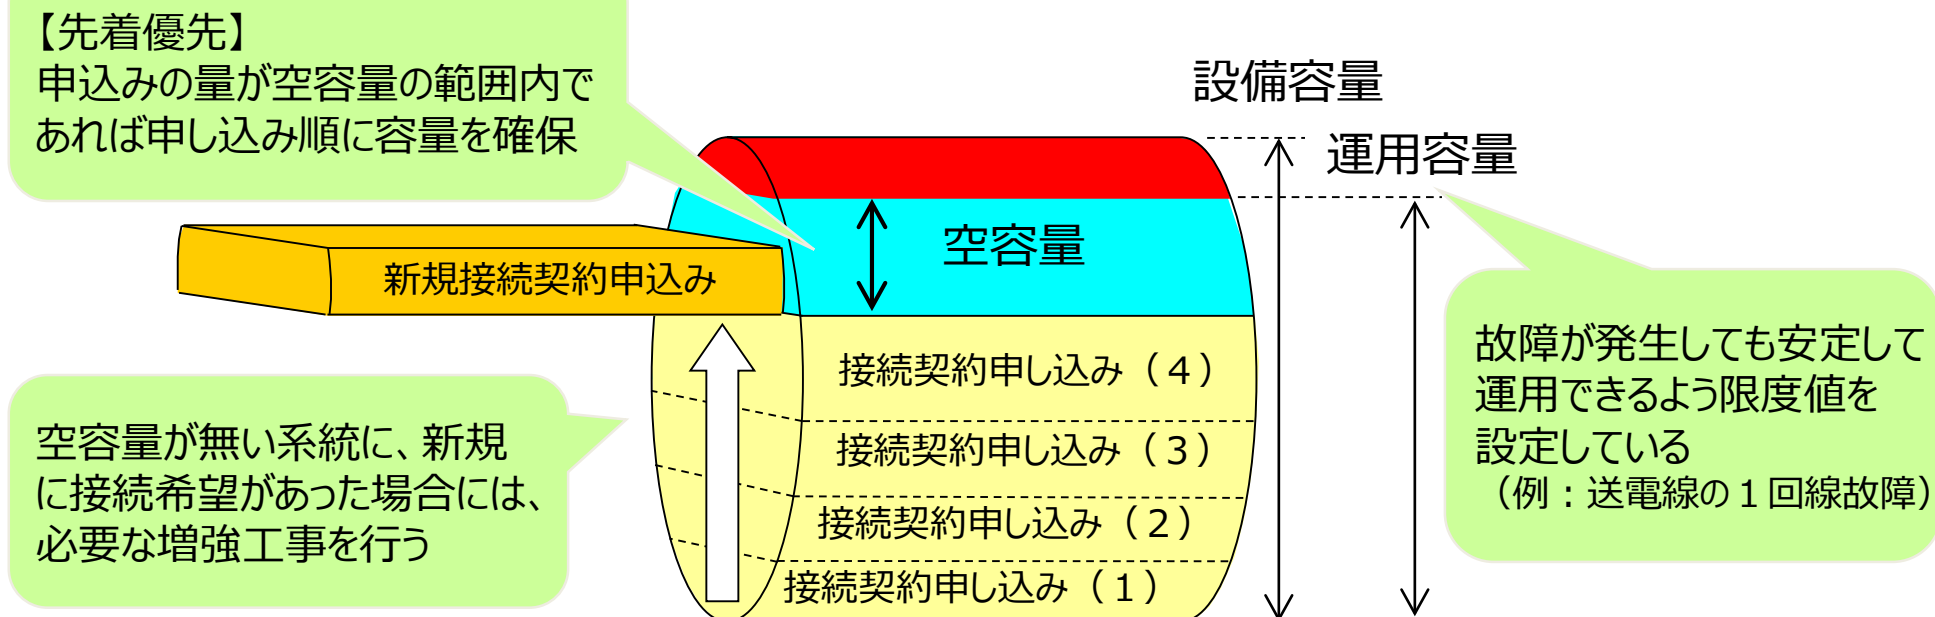 【先着優先】
申込みの量が空容量の範囲内で
あれば申し込み順に容量を確保
設備容量
運用容量
空容量
新規接続契約申込み
接続契約申し込み（４）
接続契約申し込み（３）
接続契約申し込み（２）
接続契約申し込み（１）
空容量が無い系統に、新規
に接続希望があった場合には、
必要な増強工事を行う
故障が発生しても安定して
運用できるよう限度値を
設定している
（例：送電線の１回線故障）